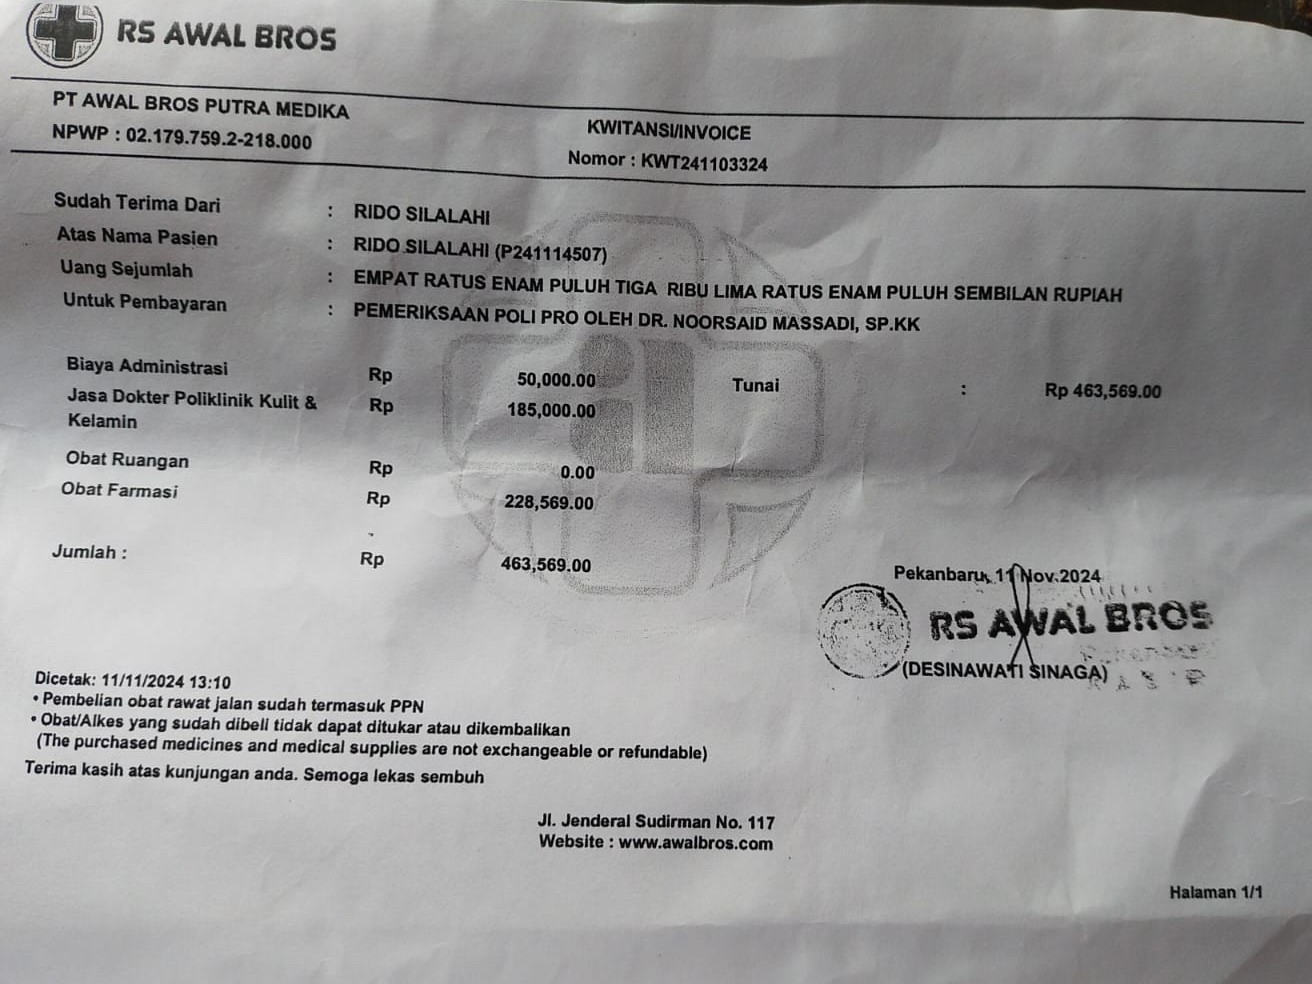 RS AWAL BROS
PT AWAL BROS PUTRA MEDIKA
NPWP : 02.179.759.2-218.000
KWITANSI/INVOICE
Nomor : KWT241103324
Sudah Terima Dari : RIDO SILALAHI
Atas Nama Pasien : RIDO SILALAHI (P241114507)
Uang Sejumlah : EMPAT RATUS ENAM PULUH TIGA RIBU LIMA RATUS ENAM PULUH SEMBILAN RUPIAH
Untuk Pembayaran : PEMERIKSAAN POLI PRO OLEH DR. NOORSAID MASSADI, SP.KK
Biaya Administrasi Rp 50,000.00 Tunai : Rp 463,569.00
Jasa Dokter Poliklinik Kulit & Rp 185,000.00
Kelamin
Obat Ruangan Rp 0.00
Obat Farmasi Rp 228,569.00
Jumlah : Rp 463,569.00
Pekanbaru, 11 Nov.2024
RS AWAL BROS
(DESINAWATI SINAGA)
Dicetak: 11/11/2024 13:10
• Pembelian obat rawat jalan sudah termasuk PPN
• Obat/Alkes yang sudah dibeli tidak dapat ditukar atau dikembalikan
(The purchased medicines and medical supplies are not exchangeable or refundable)
Terima kasih atas kunjungan anda. Semoga lekas sembuh
Jl. Jenderal Sudirman No. 117
Website : www.awalbros.com
Halaman 1/1